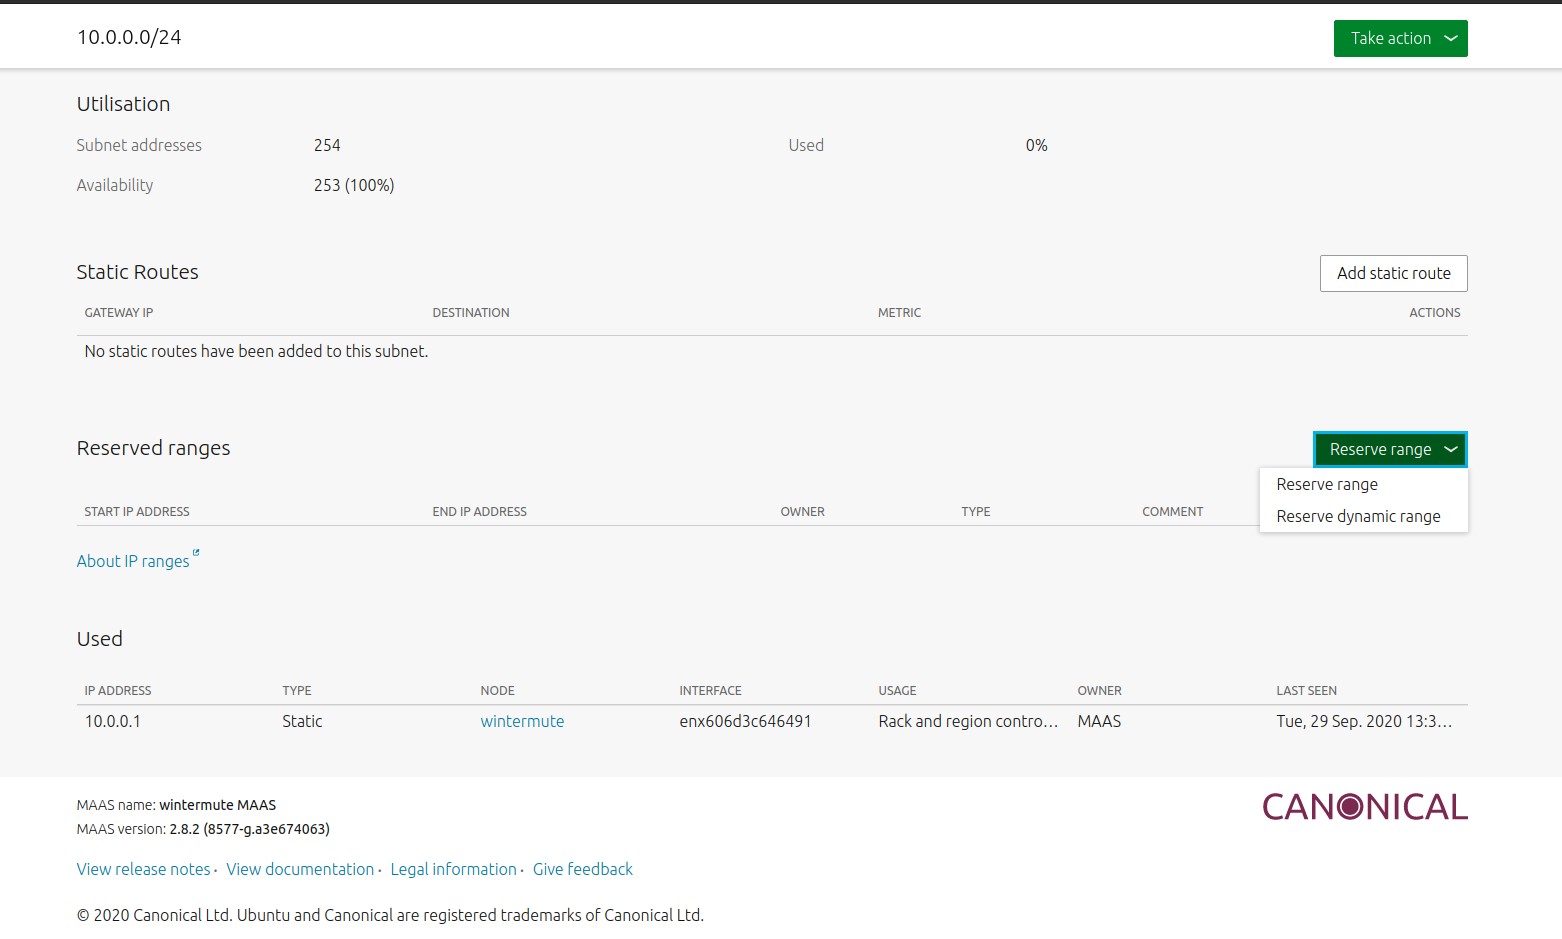 10.0.0.0/24
Take action
Utilisation
Subnet addresses 254 Used 0%
Availability 253 (100%)
Static Routes
Add static route
GATEWAY IP DESTINATION METRIC ACTIONS
No static routes have been added to this subnet.
Reserved ranges
Reserve range
Reserve range
Reserve dynamic range
START IP ADDRESS END IP ADDRESS OWNER TYPE COMMENT
About IP ranges
Used
IP ADDRESS TYPE NODE INTERFACE USAGE OWNER LAST SEEN
10.0.0.1 Static wintermute enx606d3c646491 Rack and region contro… MAAS Tue, 29 Sep. 2020 13:3…
MAAS name: wintermute MAAS
CANONICAL
MAAS version: 2.8.2 (8577-g.a3e674063)
View release notes · View documentation · Legal information · Give feedback
© 2020 Canonical Ltd. Ubuntu and Canonical are registered trademarks of Canonical Ltd.